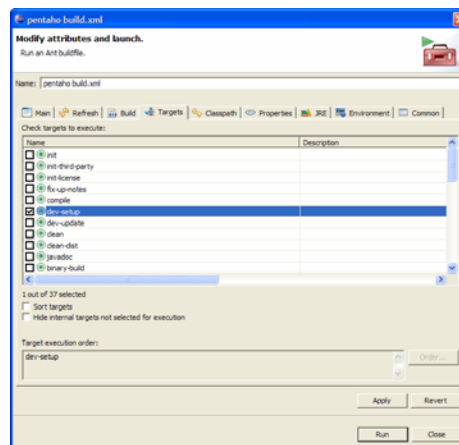 pentaho build.xml
Modify attributes and launch.
Run an Ant buildfile.
Name: pentaho build.xml
Main Refresh Build Targets Classpath Properties JRE Environment Common
Check targets to execute:
Name Description
init
init-third-party
init-license
fix-up-notes
compile
dev-setup
dev-update
clean
clean-dist
javadoc
binary-build
1 out of 37 selected
Sort targets
Hide internal targets not selected for execution
Target execution order:
dev-setup
Order...
Apply Revert
Run Close